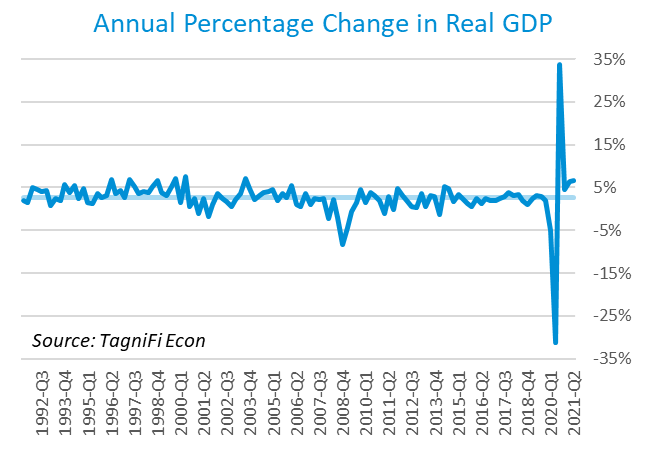 Annual Percentage Change in Real GDP
35%
25%
15%
5%
-5%
-15%
-25%
-35%
Source: TagniFi Econ
1992-Q3
1993-Q4
1995-Q1
1996-Q2
1997-Q3
1998-Q4
2000-Q1
2001-Q2
2002-Q3
2003-Q4
2005-Q1
2006-Q2
2007-Q3
2008-Q4
2010-Q1
2011-Q2
2012-Q3
2013-Q4
2015-Q1
2016-Q2
2017-Q3
2018-Q4
2020-Q1
2021-Q2